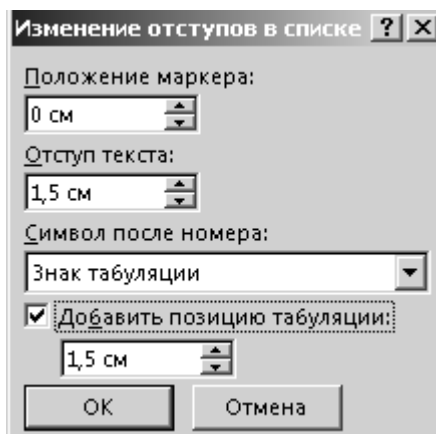 Изменение отступов в списке ? X
Положение маркера:
0 см
Отступ текста:
1,5 см
Символ после номера:
Знак табуляции
Добавить позицию табуляции:
1,5 см
ОК Отмена